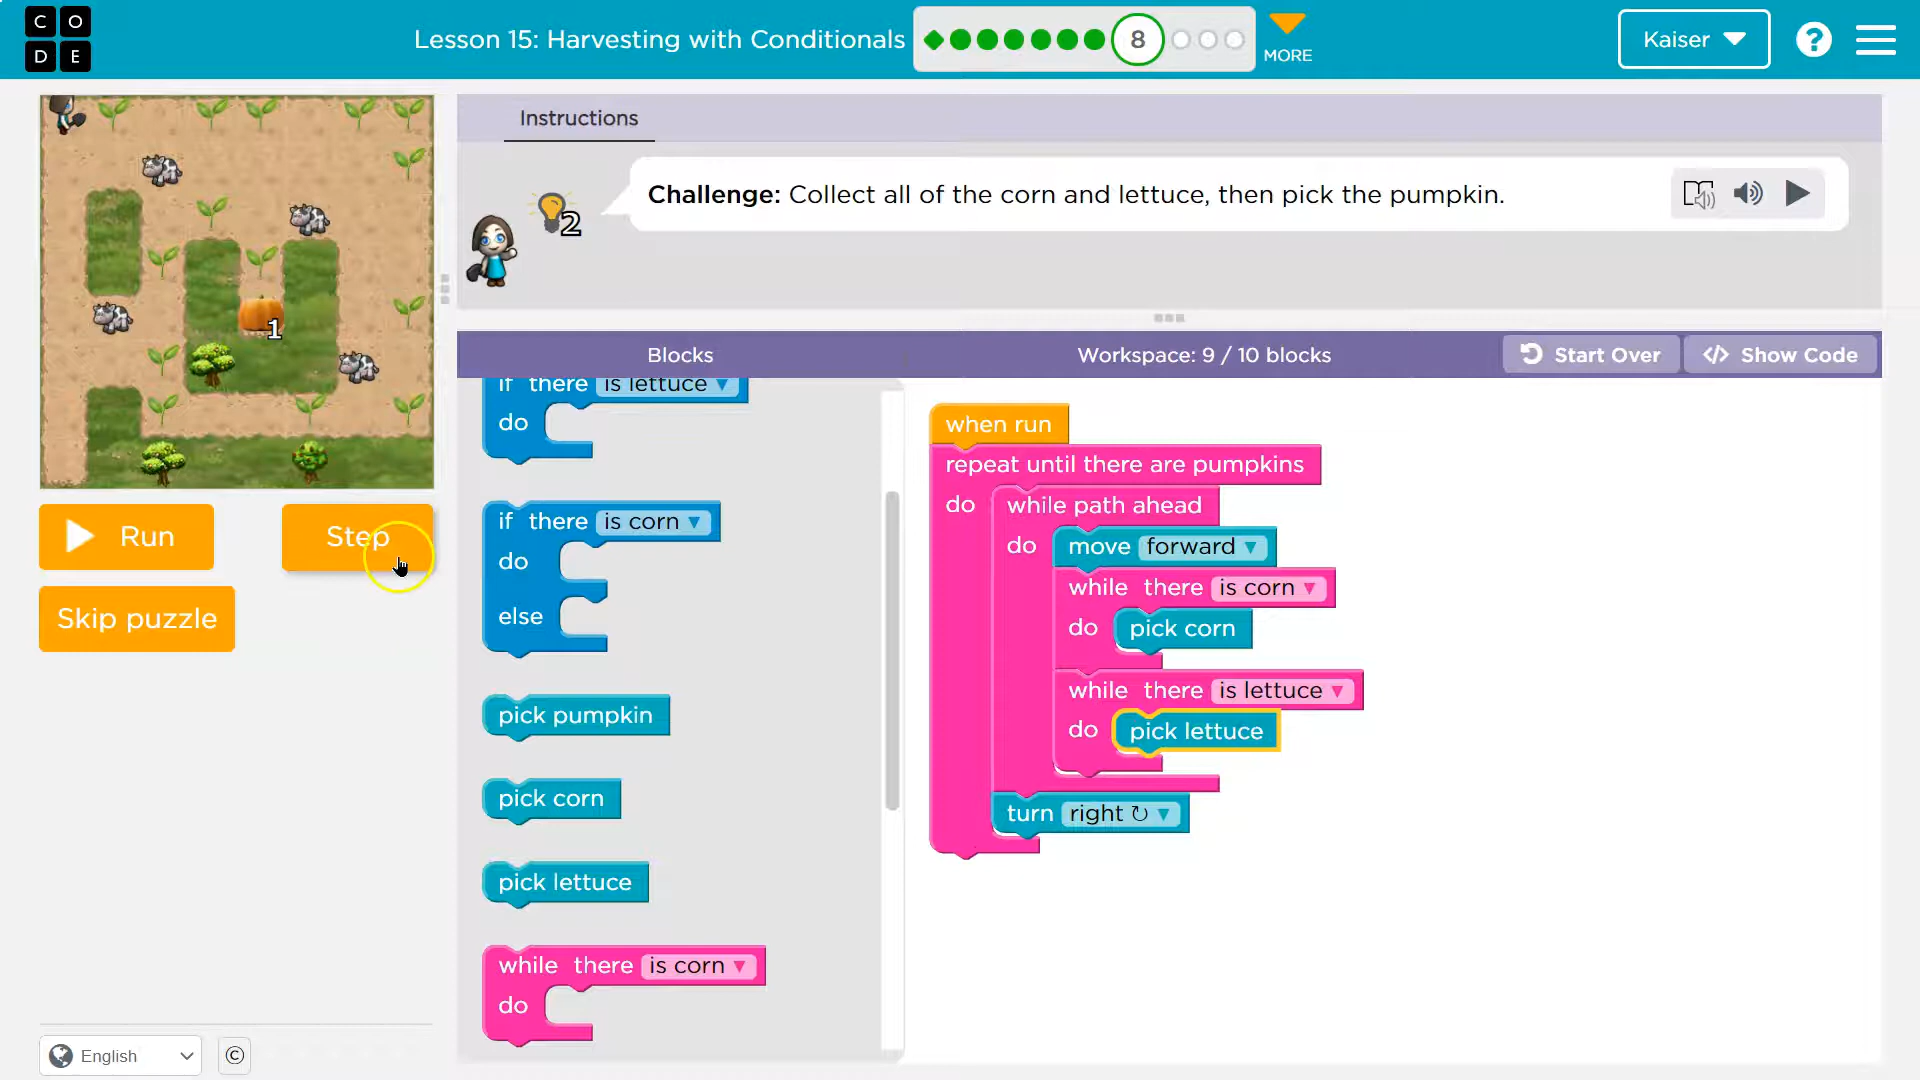 C O
D E
Lesson 15: Harvesting with Conditionals
8
MORE
Kaiser
?
Instructions
2
Challenge: Collect all of the corn and lettuce, then pick the pumpkin.
1
Blocks
Workspace: 9 / 10 blocks
Start Over
</> Show Code
Run
Step
Skip puzzle
if there is lettuce
do
if there is corn
do
else
pick pumpkin
pick corn
pick lettuce
while there is corn
do
when run
repeat until there are pumpkins
do while path ahead
do move forward
while there is corn
do pick corn
while there is lettuce
do pick lettuce
turn right ↻
English
©